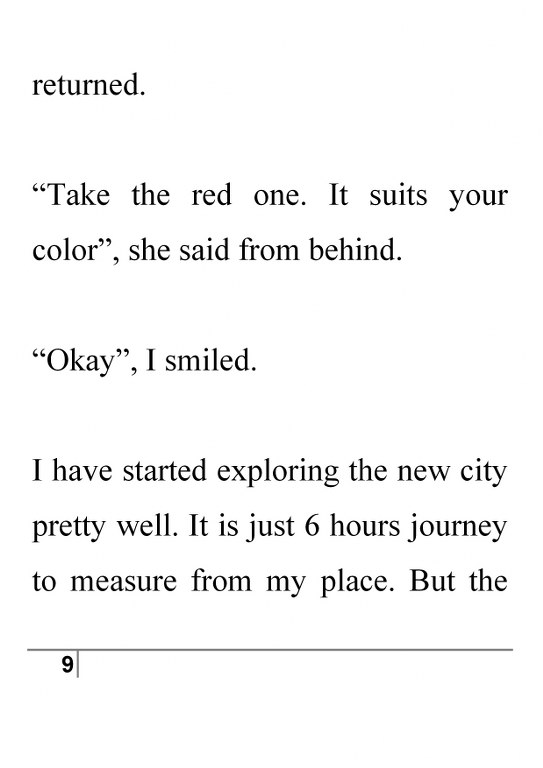 returned.
“Take the red one. It suits your
color”, she said from behind.
“Okay”, I smiled.
I have started exploring the new city
pretty well. It is just 6 hours journey
to measure from my place. But the
9